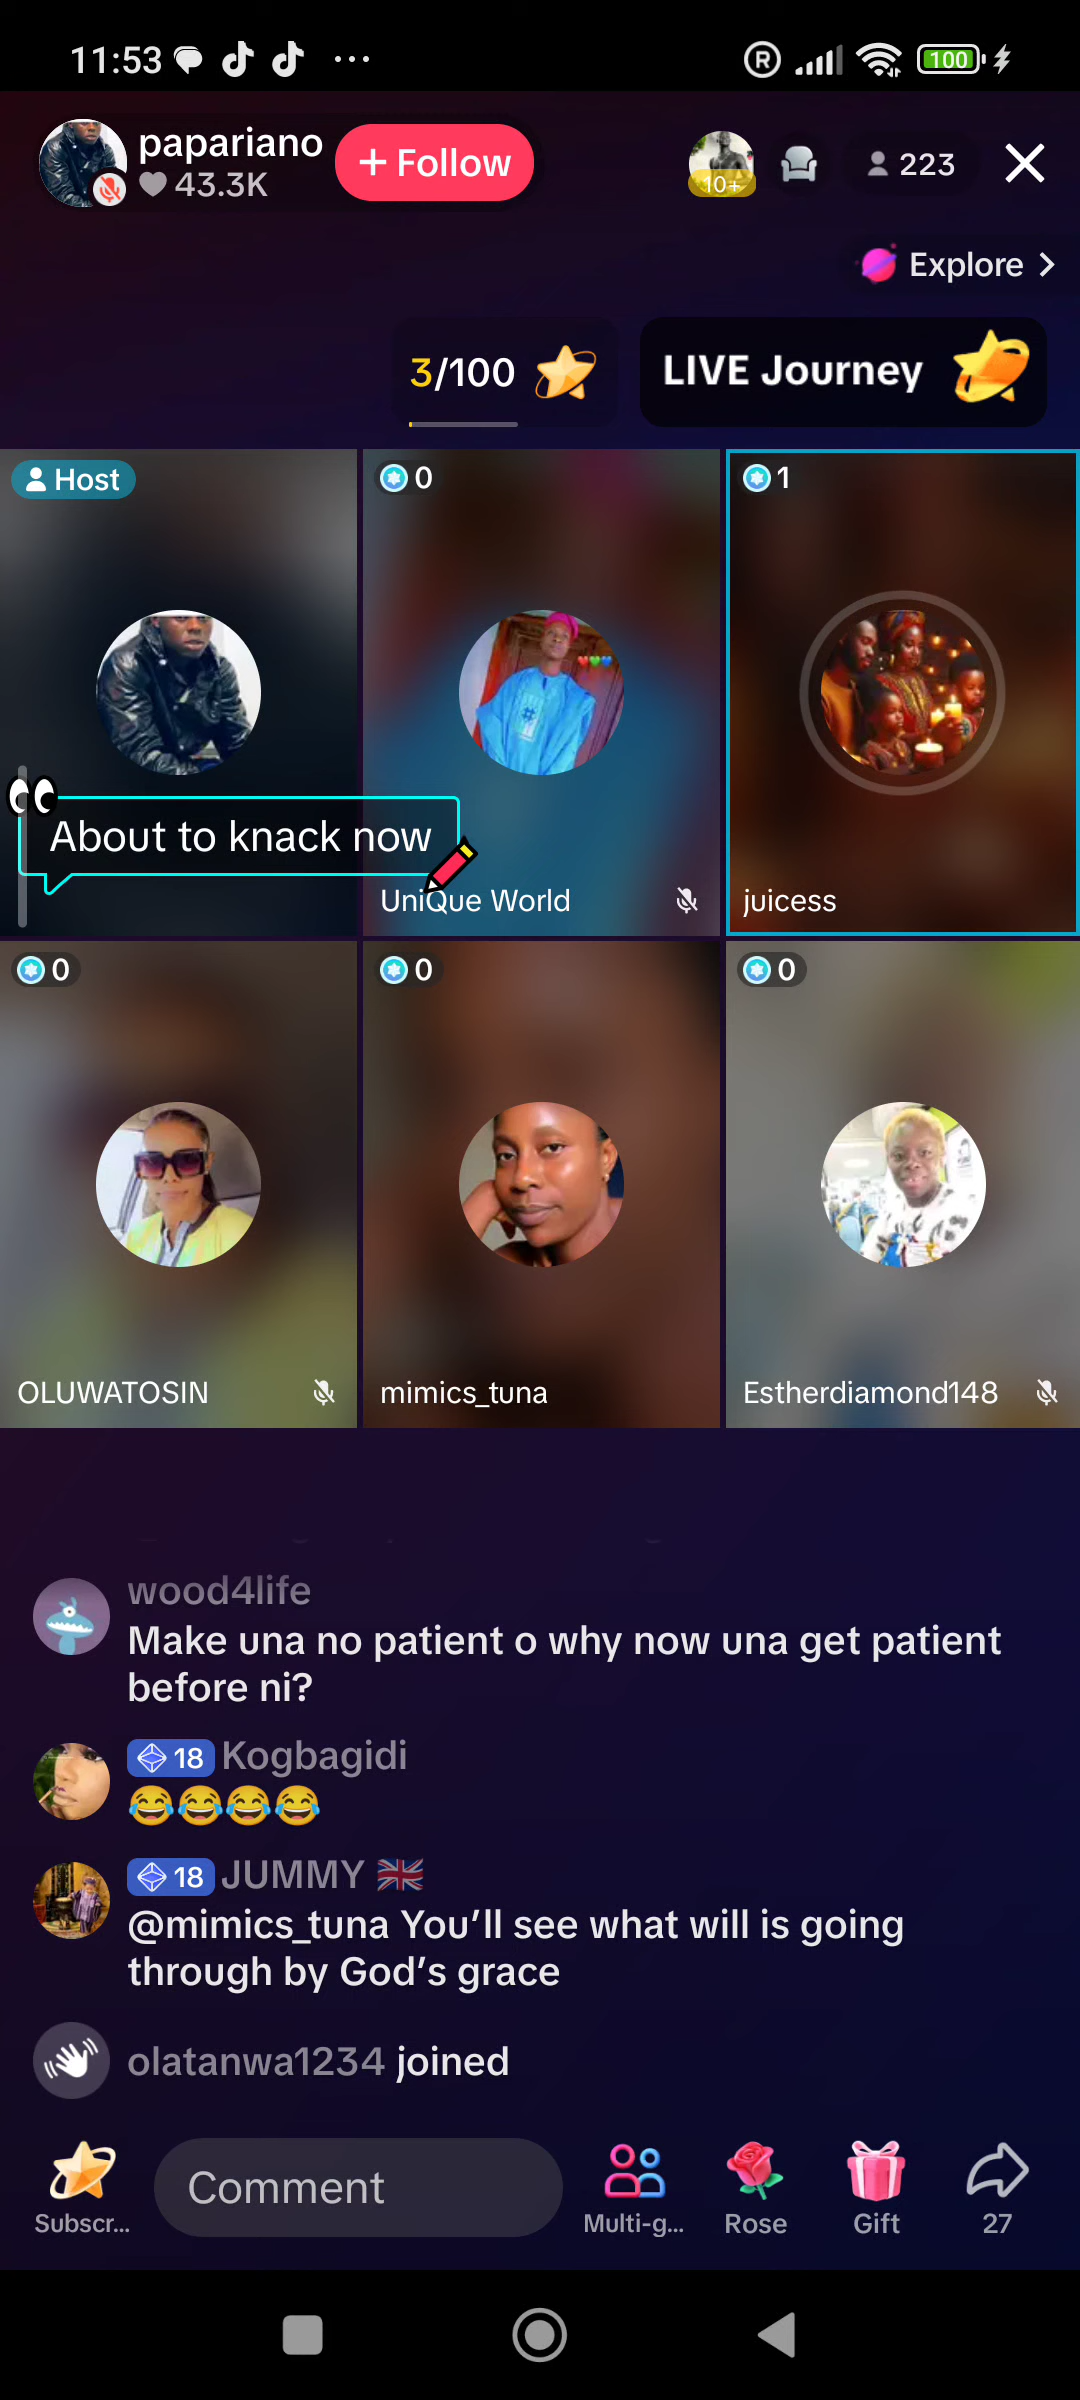 11:53
R
100
papariano
43.3K
+ Follow
10+
223
Explore
3/100
LIVE Journey
Host
0
1
About to knack now
UniQue World
juicess
0
0
0
OLUWATOSIN
mimics_tuna
Estherdiamond148
wood4life
Make una no patient o why now una get patient
before ni?
18 Kogbagidi
😂😂😂😂
18 JUMMY 🇬🇧
@mimics_tuna You’ll see what will is going
through by God’s grace
olatanwa1234 joined
Subscr...
Comment
Multi-g...
Rose
Gift
27